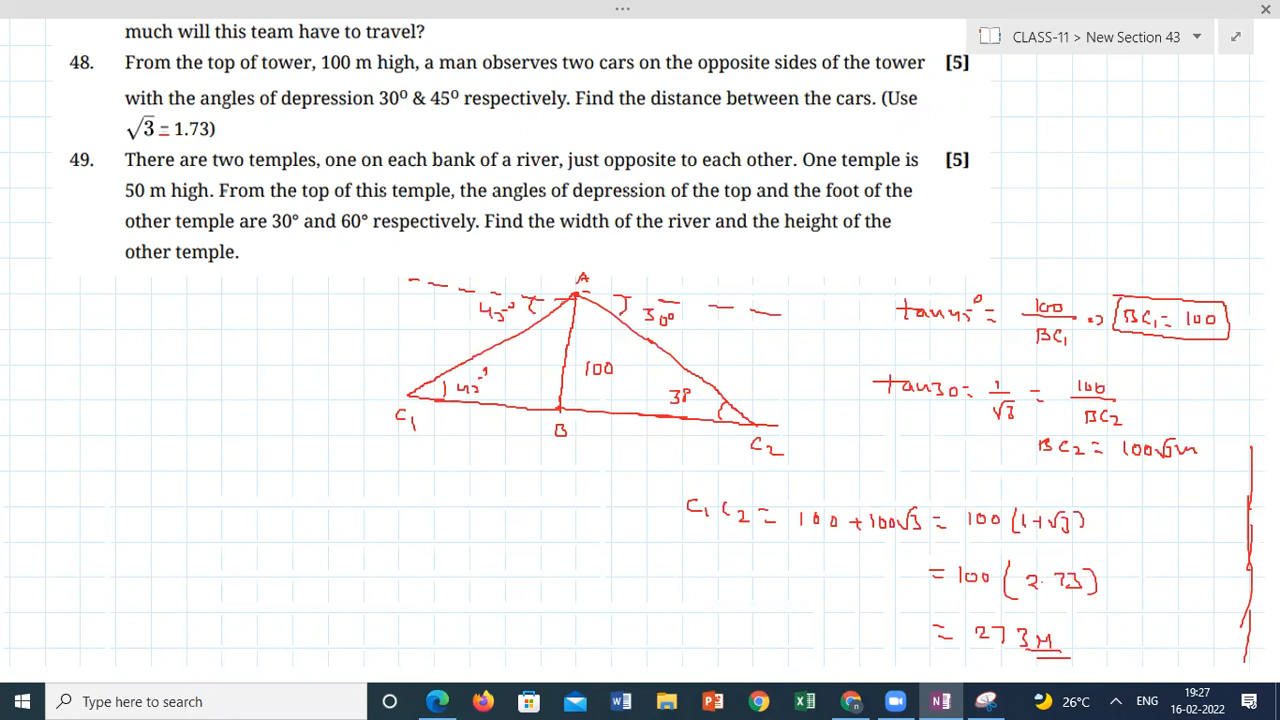 CLASS-11 > New Section 43
much will this team have to travel?
48. From the top of tower, 100 m high, a man observes two cars on the opposite sides of the tower [5]
with the angles of depression 30⁰ & 45⁰ respectively. Find the distance between the cars. (Use
√3 = 1.73)
49. There are two temples, one on each bank of a river, just opposite to each other. One temple is [5]
50 m high. From the top of this temple, the angles of depression of the top and the foot of the
other temple are 30° and 60° respectively. Find the width of the river and the height of the
other temple.
A
45° 30°
100
45° 30
C₁ B C₂
tan45° = 100/BC₁ => BC₁ = 100
tan30 = 1/√3 = 100/BC₂
BC₂ = 100√3m
C₁C₂ = 100+100√3 = 100(1+√3)
= 100(2.73)
= 273M
Type here to search
26°C ENG 19:27
16-02-2022